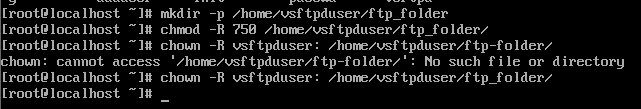 [root@localhost ~]# mkdir -p /home/vsftpduser/ftp_folder
[root@localhost ~]# chmod -R 750 /home/vsftpduser/ftp_folder/
[root@localhost ~]# chown -R vsftpduser: /home/vsftpduser/ftp-folder/
chown: cannot access '/home/vsftpduser/ftp-folder/': No such file or directory
[root@localhost ~]# chown -R vsftpduser: /home/vsftpduser/ftp_folder/
[root@localhost ~]# _